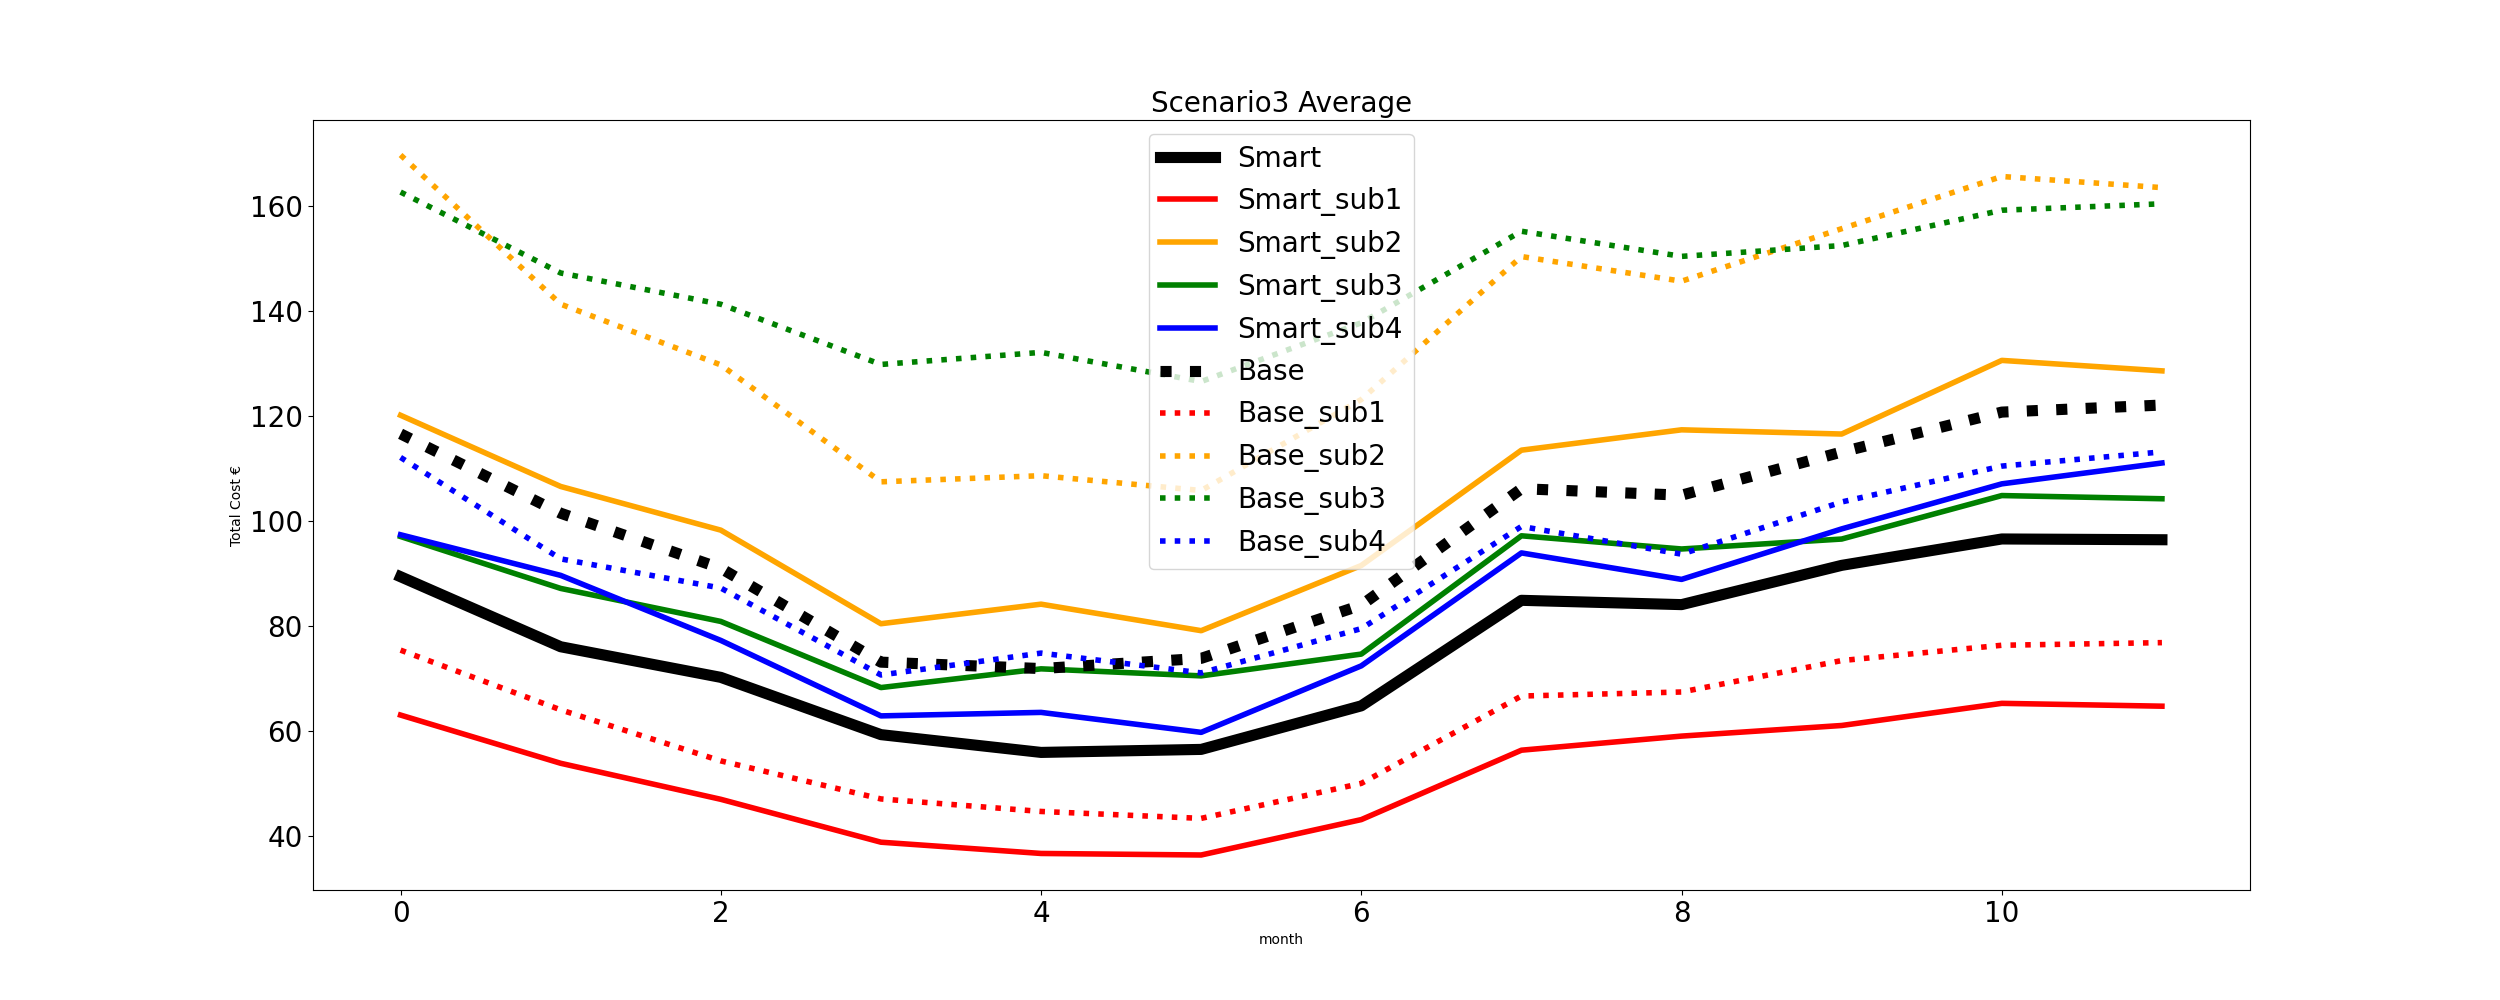 Scenario3 Average
Smart
Smart_sub1
Smart_sub2
Smart_sub3
Smart_sub4
Base
Base_sub1
Base_sub2
Base_sub3
Base_sub4
Total Cost €
160
140
120
100
80
60
40
0 2 4 6 8 10
month